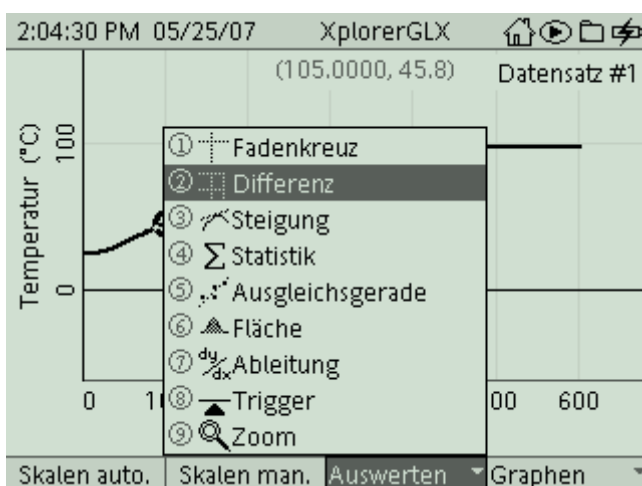 2:04:30 PM 05/25/07 XplorerGLX
(105.0000, 45.8) Datensatz #1
Temperatur (°C)
100
0
① Fadenkreuz
② Differenz
③ Steigung
④ Statistik
⑤ Ausgleichsgerade
⑥ Fläche
⑦ dy/dx Ableitung
⑧ Trigger
⑨ Zoom
0 00 600
Skalen auto. Skalen man. Auswerten Graphen